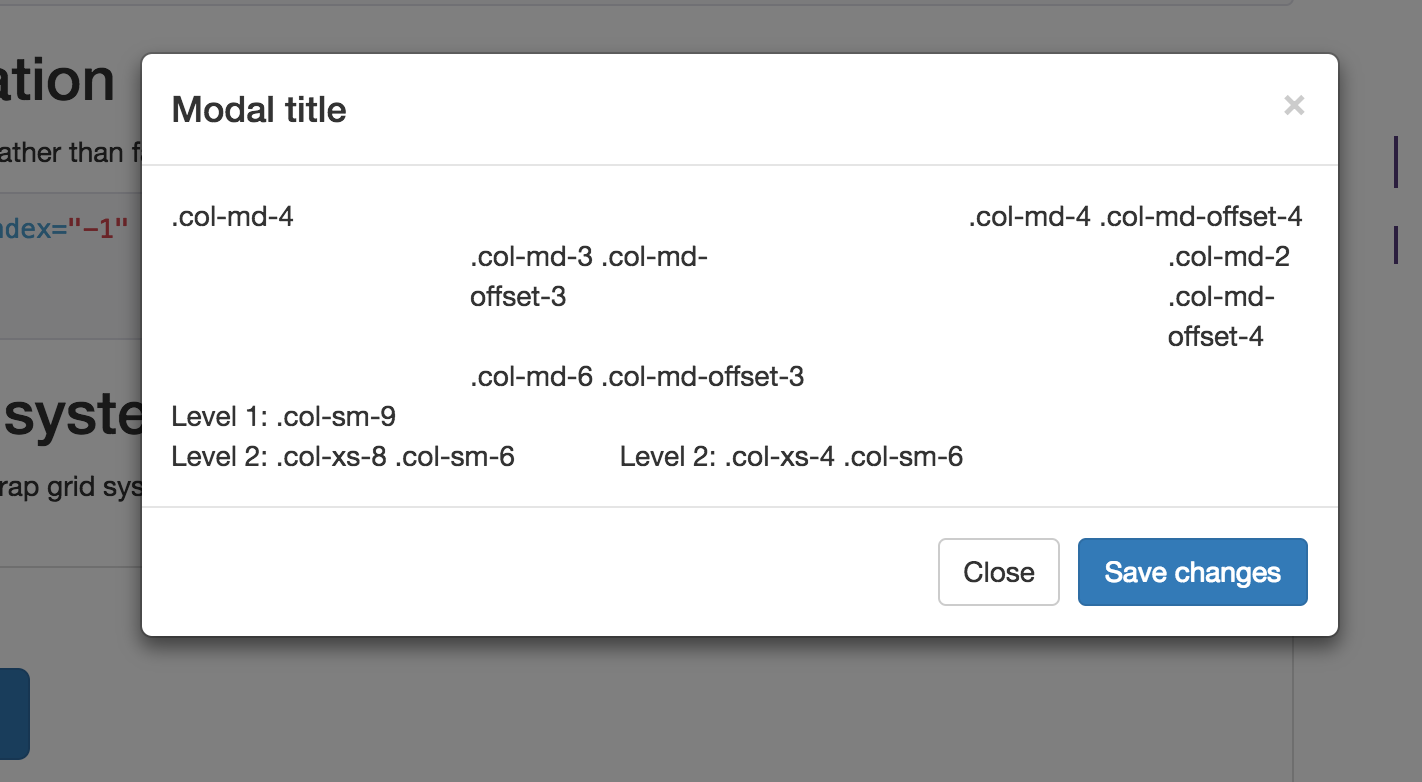 ation
Modal title
×
ather than f
.col-md-4
.col-md-4 .col-md-offset-4
ndex="-1"
.col-md-3 .col-md-
offset-3
.col-md-2
.col-md-
offset-4
.col-md-6 .col-md-offset-3
syste
Level 1: .col-sm-9
Level 2: .col-xs-8 .col-sm-6
Level 2: .col-xs-4 .col-sm-6
rap grid sys
Close
Save changes